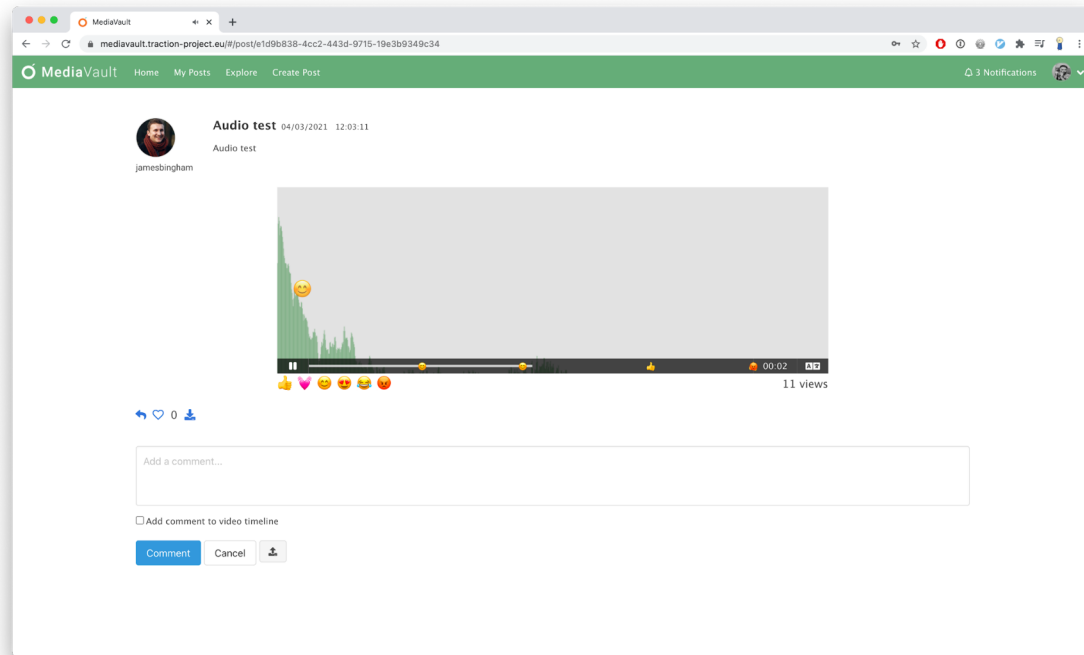 MediaVault
mediavault.traction-project.eu/#/post/e1d9b838-4cc2-443d-9715-19e3b9349c34
MediaVault Home My Posts Explore Create Post 3 Notifications
Audio test 04/03/2021 12:03:11
Audio test
jamesbingham
00:02
11 views
0
Add a comment...
Add comment to video timeline
Comment Cancel